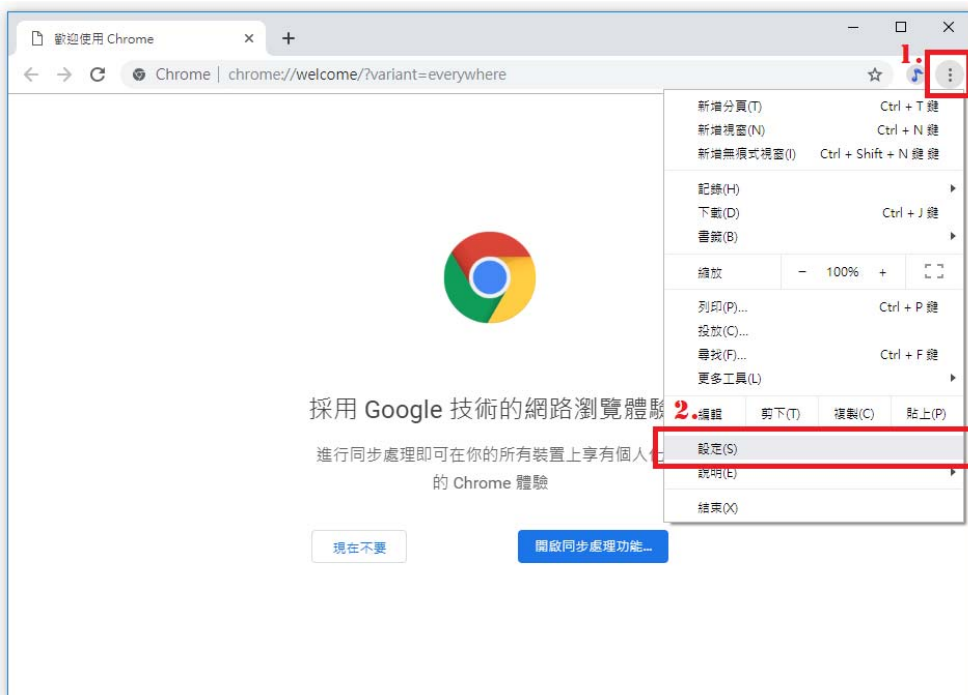 歡迎使用 Chrome
Chrome | chrome://welcome/?variant=everywhere
1.
新增分頁(T) Ctrl + T 鍵
新增視窗(N) Ctrl + N 鍵
新增無痕式視窗(I) Ctrl + Shift + N 鍵 鍵
記錄(H)
下載(D) Ctrl + J 鍵
書籤(B)
縮放 − 100% +
列印(P)... Ctrl + P 鍵
投放(C)...
尋找(F)... Ctrl + F 鍵
更多工具(L)
2.
編輯 剪下(T) 複製(C) 貼上(P)
設定(S)
說明(E)
結束(X)
採用 Google 技術的網路瀏覽體驗
進行同步處理即可在你的所有裝置上享有個人化
的 Chrome 體驗
現在不要 開啟同步處理功能...